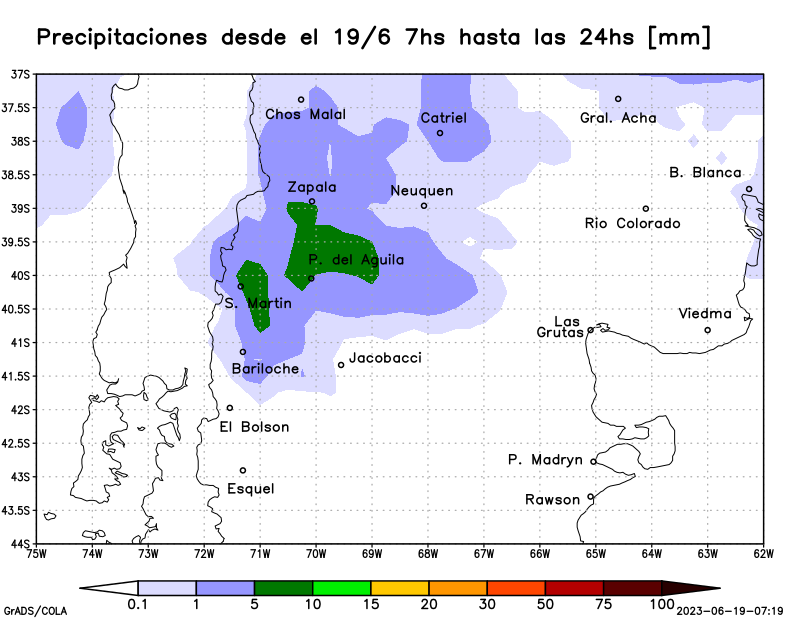 Precipitaciones desde el 19/6 7hs hasta las 24hs [mm]
37S
37.5S
38S
38.5S
39S
39.5S
40S
40.5S
41S
41.5S
42S
42.5S
43S
43.5S
44S
Chos Malal
Catriel
Gral. Acha
B. Blanca
Zapala
Neuquen
Rio Colorado
P. del Aguila
S. Martin
Viedma
Las
Grutas
Bariloche
Jacobacci
El Bolson
P. Madryn
Esquel
Rawson
75W 74W 73W 72W 71W 70W 69W 68W 67W 66W 65W 64W 63W 62W
0.1 1 5 10 15 20 30 50 75 100
GrADS/COLA
2023-06-19-07:19